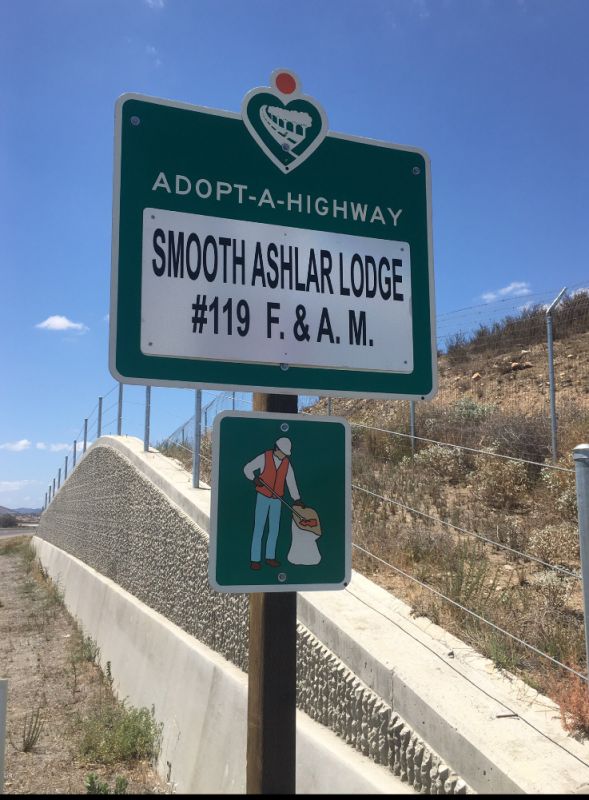 ADOPT-A-HIGHWAY
SMOOTH ASHLAR LODGE
#119 F. & A. M.